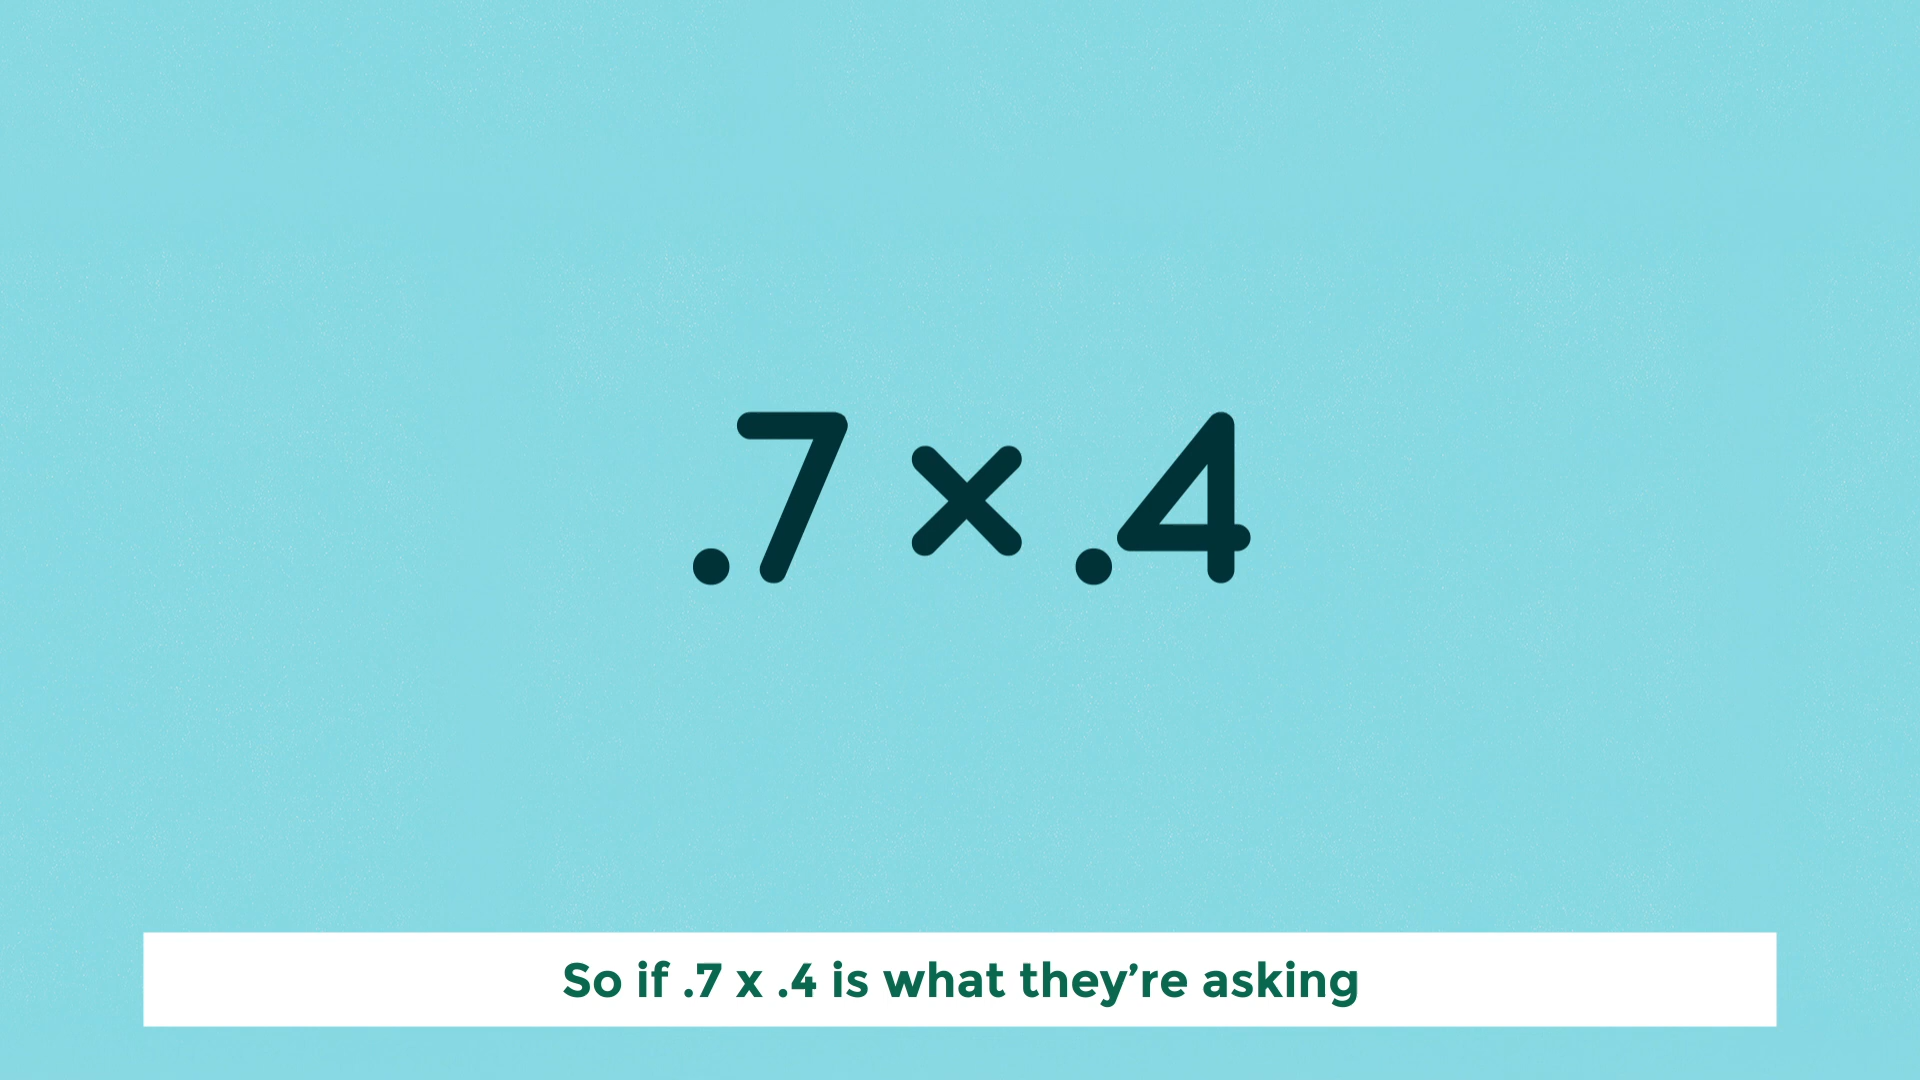 .7 × .4
So if .7 x .4 is what they’re asking